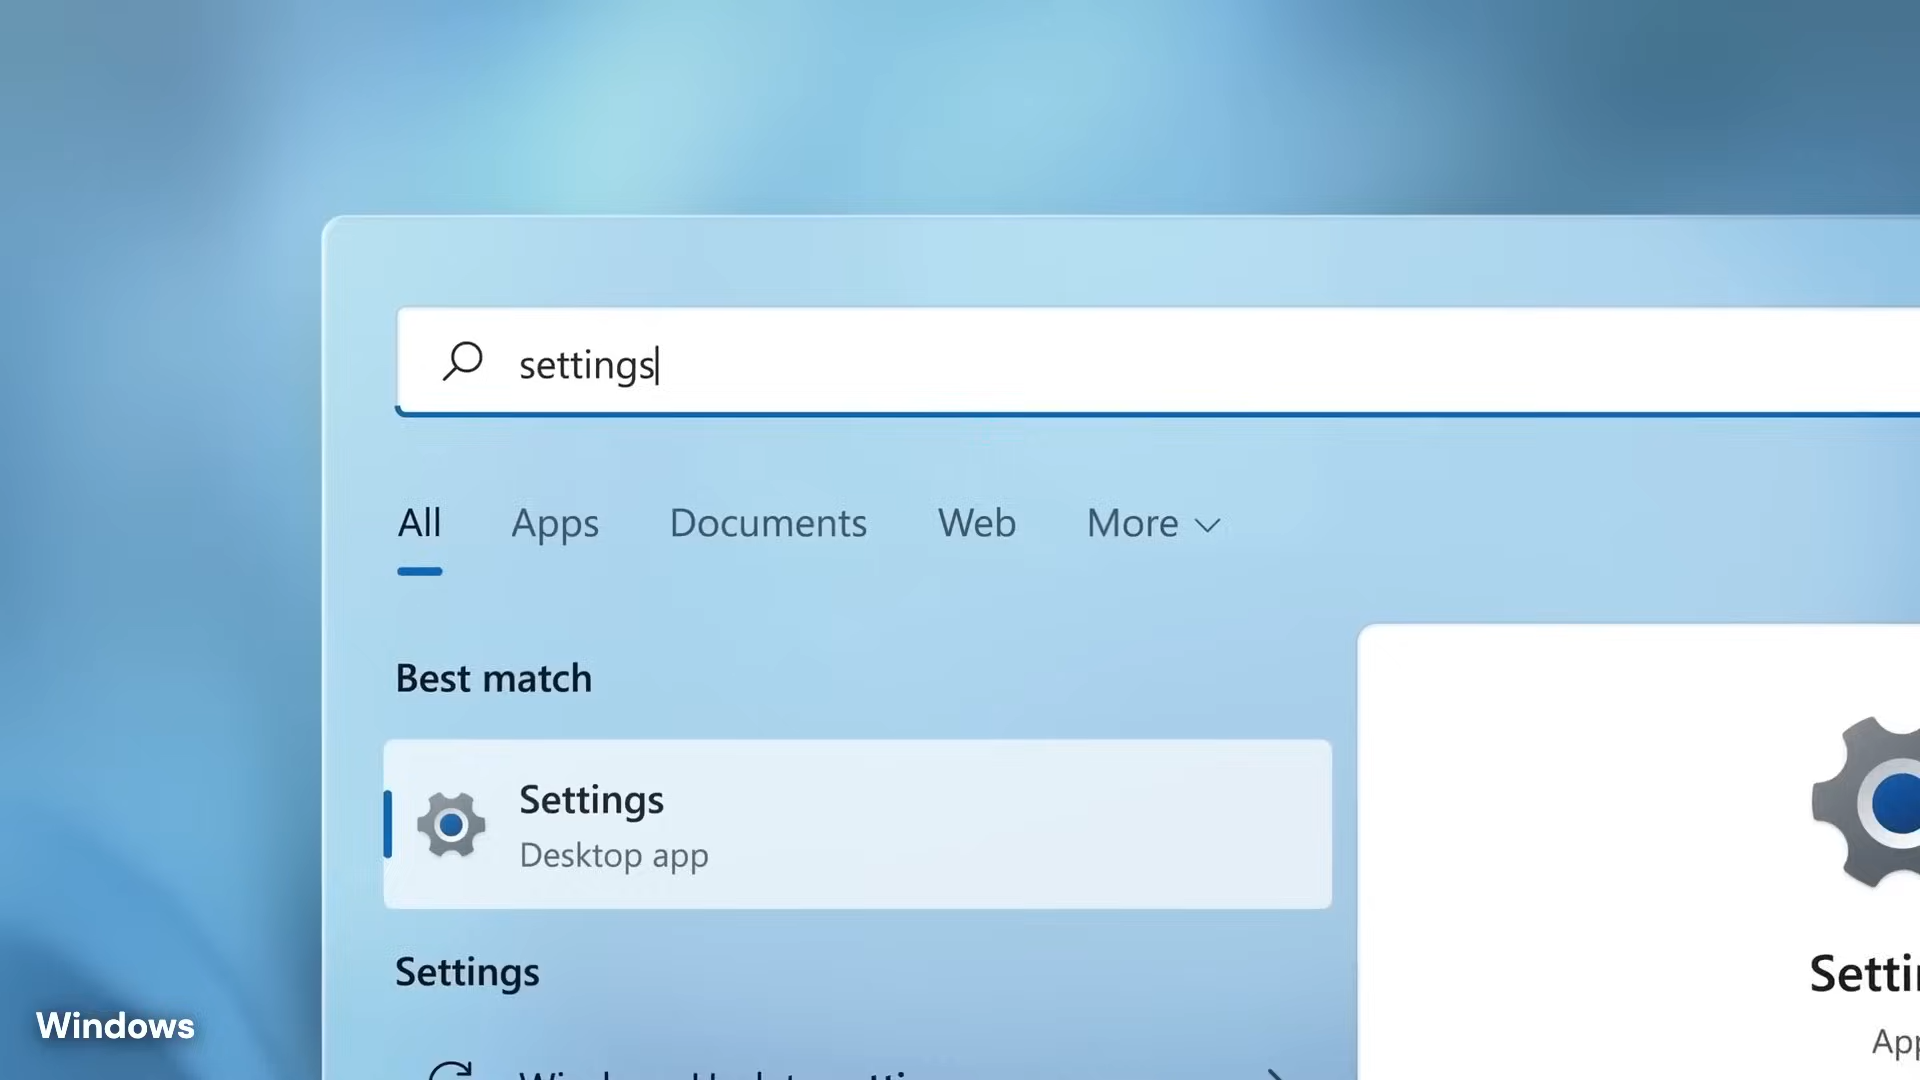 settings
All Apps Documents Web More
Best match
Settings
Desktop app
Settings
Windows